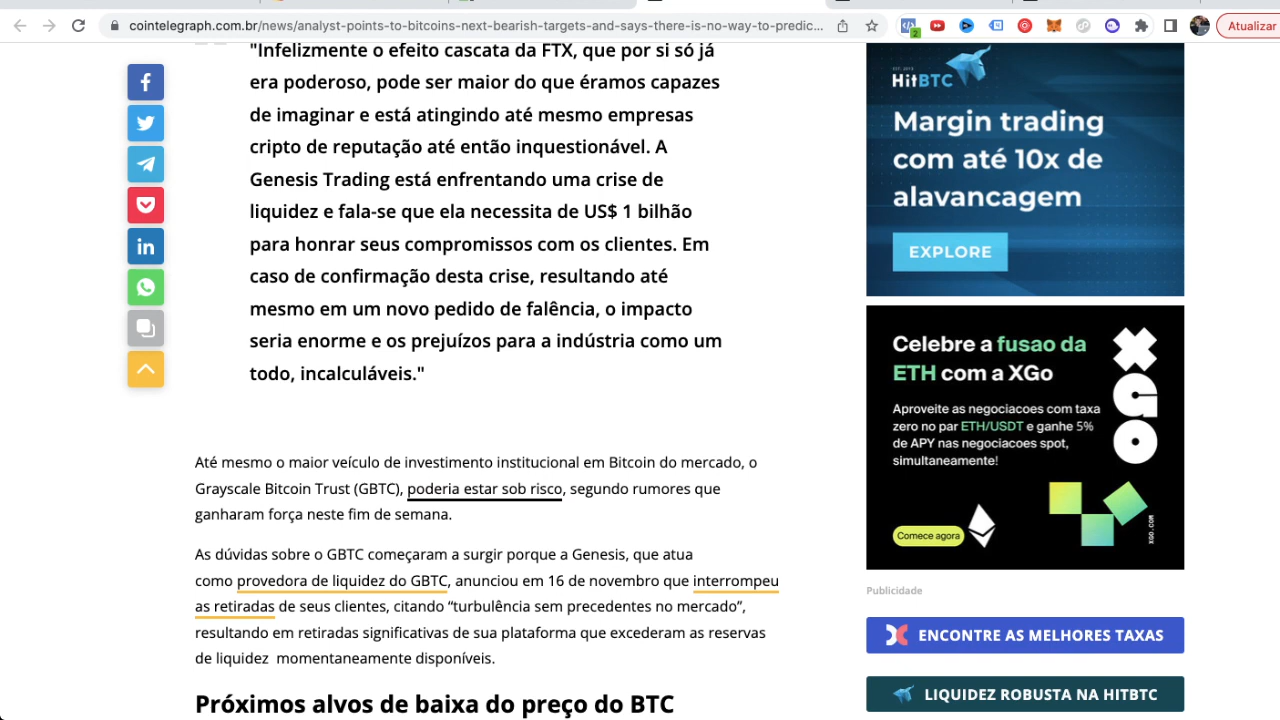 cointelegraph.com.br/news/analyst-points-to-bitcoins-next-bearish-targets-and-says-there-is-no-way-to-predic...
2
Atualizar
"Infelizmente o efeito cascata da FTX, que por si só já
era poderoso, pode ser maior do que éramos capazes
de imaginar e está atingindo até mesmo empresas
cripto de reputação até então inquestionável. A
Genesis Trading está enfrentando uma crise de
liquidez e fala-se que ela necessita de US$ 1 bilhão
para honrar seus compromissos com os clientes. Em
caso de confirmação desta crise, resultando até
mesmo em um novo pedido de falência, o impacto
seria enorme e os prejuízos para a indústria como um
todo, incalculáveis."
Até mesmo o maior veículo de investimento institucional em Bitcoin do mercado, o
Grayscale Bitcoin Trust (GBTC), poderia estar sob risco, segundo rumores que
ganharam força neste fim de semana.
As dúvidas sobre o GBTC começaram a surgir porque a Genesis, que atua
como provedora de liquidez do GBTC, anunciou em 16 de novembro que interrompeu
as retiradas de seus clientes, citando “turbulência sem precedentes no mercado”,
resultando em retiradas significativas de sua plataforma que excederam as reservas
de liquidez momentaneamente disponíveis.
Próximos alvos de baixa do preço do BTC
HitBTC
Margin trading
com até 10x de
alavancagem
EXPLORE
Celebre a fusao da
ETH com a XGo
Aproveite as negociacoes com taxa
zero no par ETH/USDT e ganhe 5%
de APY nas negociacoes spot,
simultaneamente!
Comece agora
XGO
XGO.COM
Publicidade
ENCONTRE AS MELHORES TAXAS
LIQUIDEZ ROBUSTA NA HITBTC